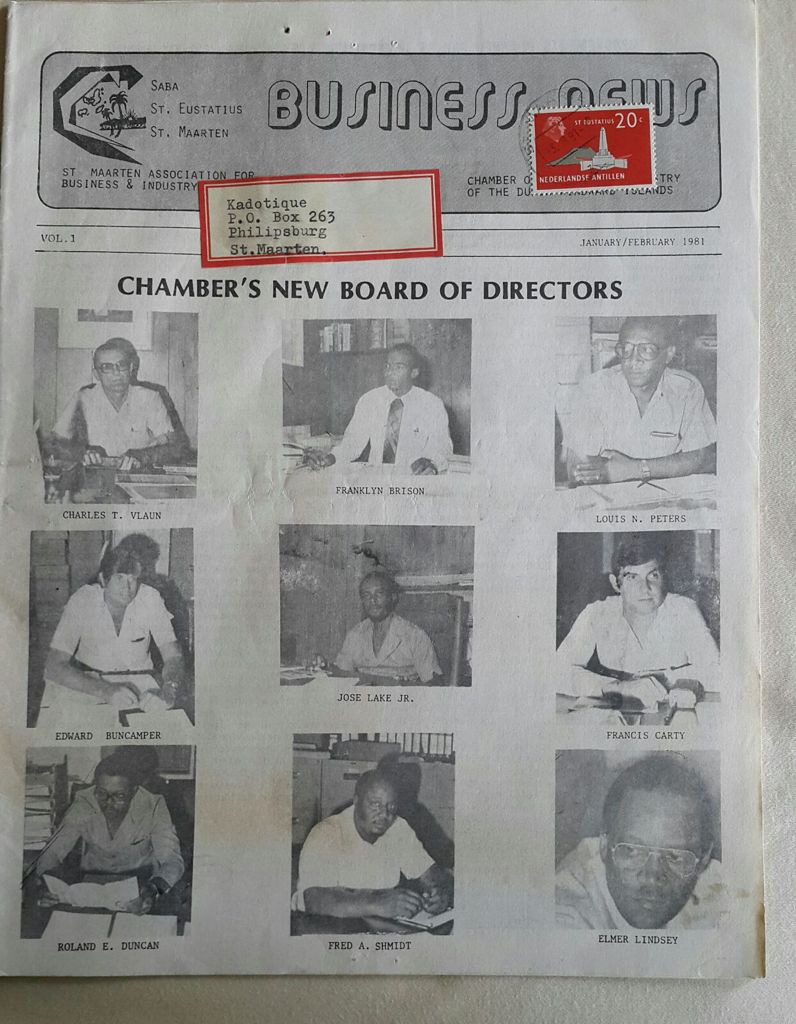 SABA
ST. EUSTATIUS
ST. MAARTEN
BUSINESS NEWS
ST EUSTATIUS 20 c
NEDERLANDSE ANTILLEN
ST MAARTEN ASSOCIATION FOR
BUSINESS & INDUSTRY
CHAMBER O TRY
OF THE DU ISLANDS
Kadotique
P.O. Box 263
Philipsburg
St.Maarten,
VOL.1
JANUARY/FEBRUARY 1981
CHAMBER'S NEW BOARD OF DIRECTORS
CHARLES T. VLAUN
FRANKLYN BRISON
LOUIS N. PETERS
EDWARD BUNCAMPER
JOSE LAKE JR.
FRANCIS CARTY
ROLAND E. DUNCAN
FRED A. SHMIDT
ELMER LINDSEY